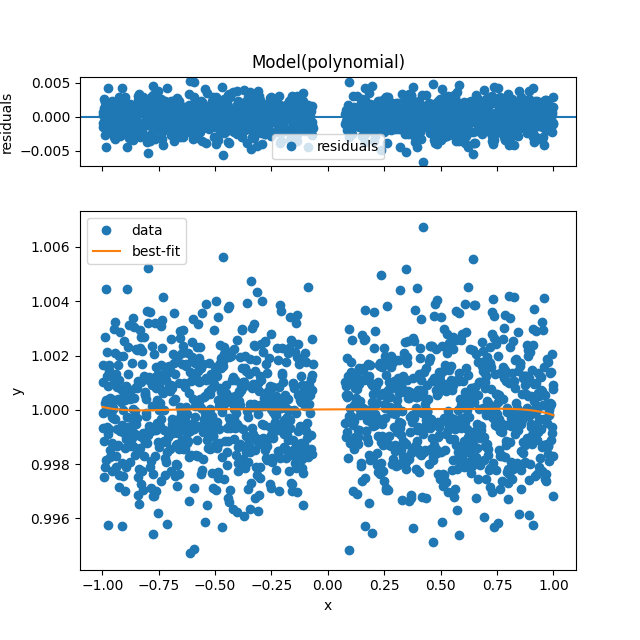 Model(polynomial)
0.005
0.000
−0.005
residuals
residuals
data
best-fit
1.006
1.004
1.002
1.000
0.998
0.996
y
−1.00 −0.75 −0.50 −0.25 0.00 0.25 0.50 0.75 1.00
x